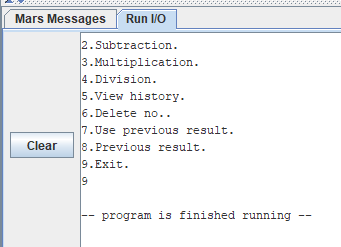 Mars Messages Run I/O
2.Subtraction.
3.Multiplication.
4.Division.
5.View history.
6.Delete no..
7.Use previous result.
8.Previous result.
9.Exit.
9
-- program is finished running --
Clear